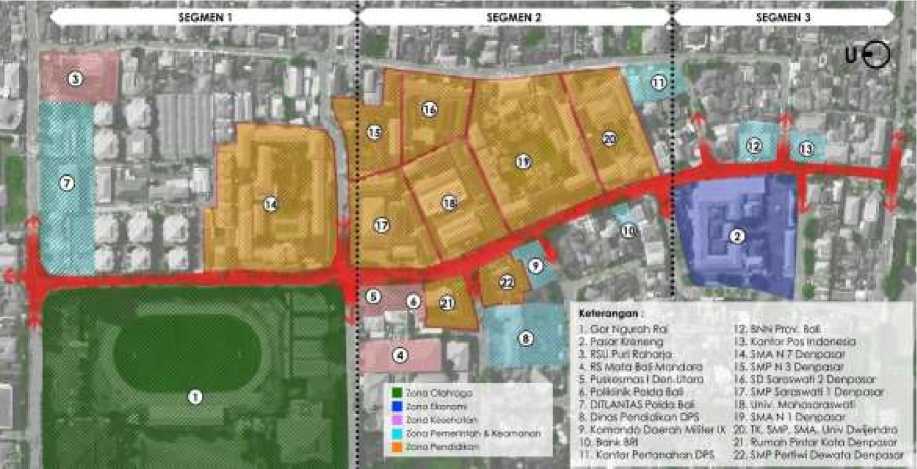 SEGMEN 1
SEGMEN 2
SEGMEN 3
U
3
7
14
15
16
17
18
19
20
11
12
13
10
2
9
22
21
5
6
4
8
1
Zona Olahraga
Zona Ekonomi
Zona Kesehatan
Zona Pemerintah & Keamanan
Zona Pendidikan
Keterangan :
1. Gor Ngurah Rai
2. Pasar Kreneng
3. RSU Puri Raharja
4. RS Mata Bali Mandara
5. Puskesmas I Den.Utara
6. Poliklinik Polda Bali
7. DITLANTAS Polda Bali
8. Dinas Pendidikan DPS
9. Komando Daerah Militer IX
10. Bank BRI
11. Kantor Pertanahan DPS
12. BNN Prov. Bali
13. Kantor Pos Indonesia
14. SMA N 7 Denpasar
15. SMP N 3 Denpasar
16. SD Saraswati 2 Denpasar
17. SMP Saraswati 1 Denpasar
18. Univ. Mahasaraswati
19. SMA N 1 Denpasar
20. TK, SMP, SMA, Univ Dwijendra
21. Rumah Pintar Kota Denpasar
22. SMP Pertiwi Dewata Denpasar